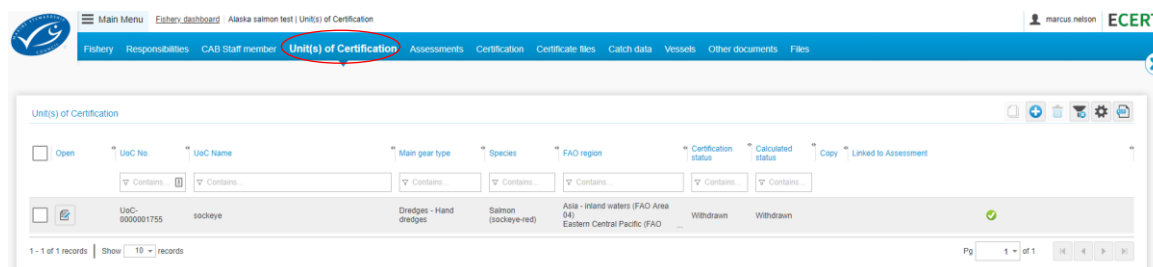 Main Menu Fishery dashboard Alaska salmon test | Unit(s) of Certification marcus.nelson ECERT
Fishery Responsibilities CAB Staff member Unit(s) of Certification Assessments Certification Certificate files Catch data Vessels Other documents Files
Unit(s) of Certification
Open UoC No. UoC Name Main gear type Species FAO region Certification status Calculated status Copy Linked to Assessment
Contains... Contains... Contains... Contains... Contains... Contains... Contains...
UoC-0000001755 sockeye Dredges - Hand dredges Salmon (sockeye-red) Asia - inland waters (FAO Area 04) Eastern Central Pacific (FAO ... Withdrawn Withdrawn
1 - 1 of 1 records Show 10 records Pg 1 of 1